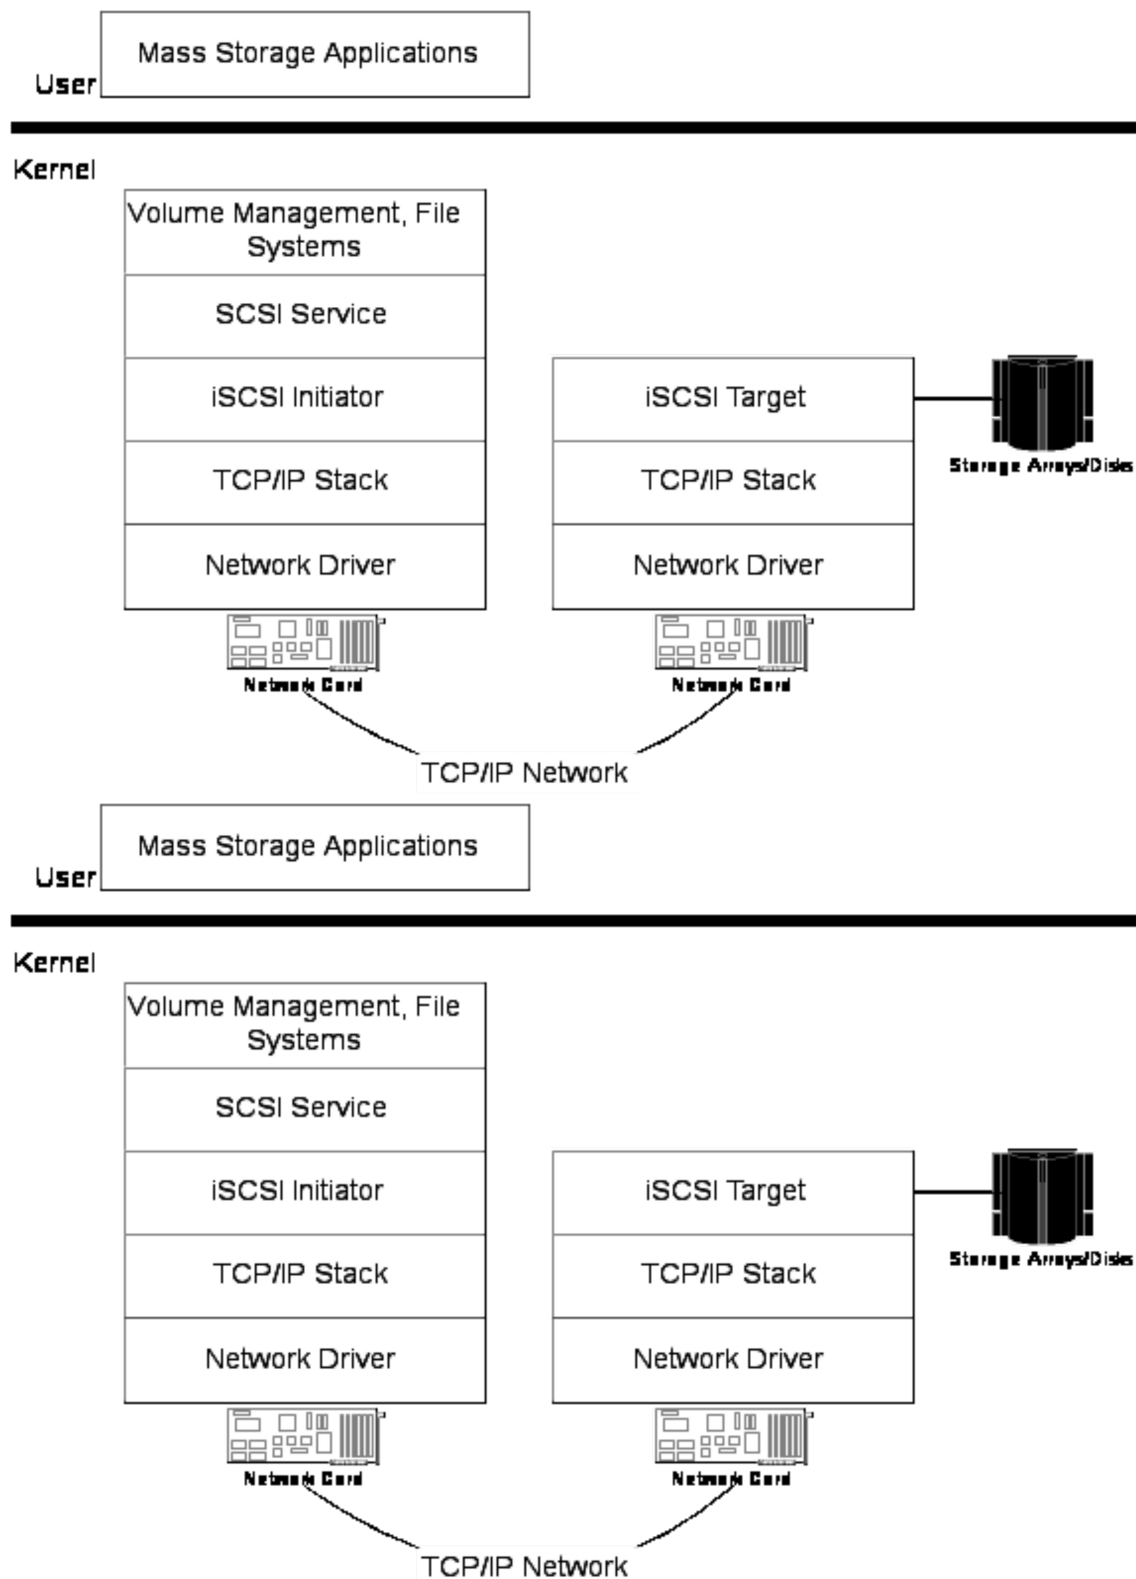 Mass Storage Applications
User
Kernel
Volume Management, File
Systems
SCSI Service
iSCSI Initiator
iSCSI Target
Storage Arrays/Disks
TCP/IP Stack
TCP/IP Stack
Network Driver
Network Driver
Network Card
Network Card
TCP/IP Network
Mass Storage Applications
User
Kernel
Volume Management, File
Systems
SCSI Service
iSCSI Initiator
iSCSI Target
Storage Arrays/Disks
TCP/IP Stack
TCP/IP Stack
Network Driver
Network Driver
Network Card
Network Card
TCP/IP Network